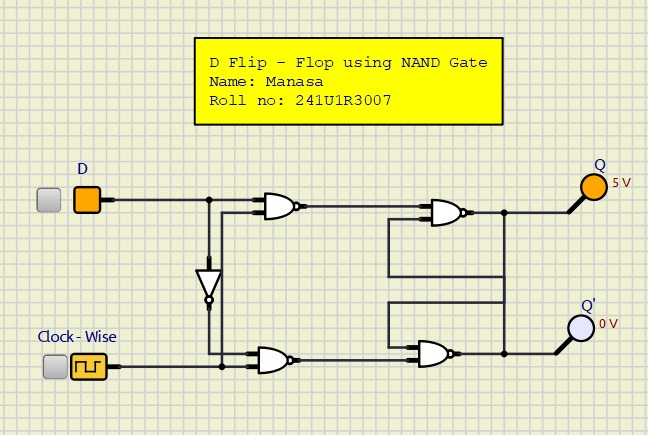 D Flip - Flop using NAND Gate
Name: Manasa
Roll no: 241U1R3007
D
Q
5 V
Q'
0 V
Clock - Wise